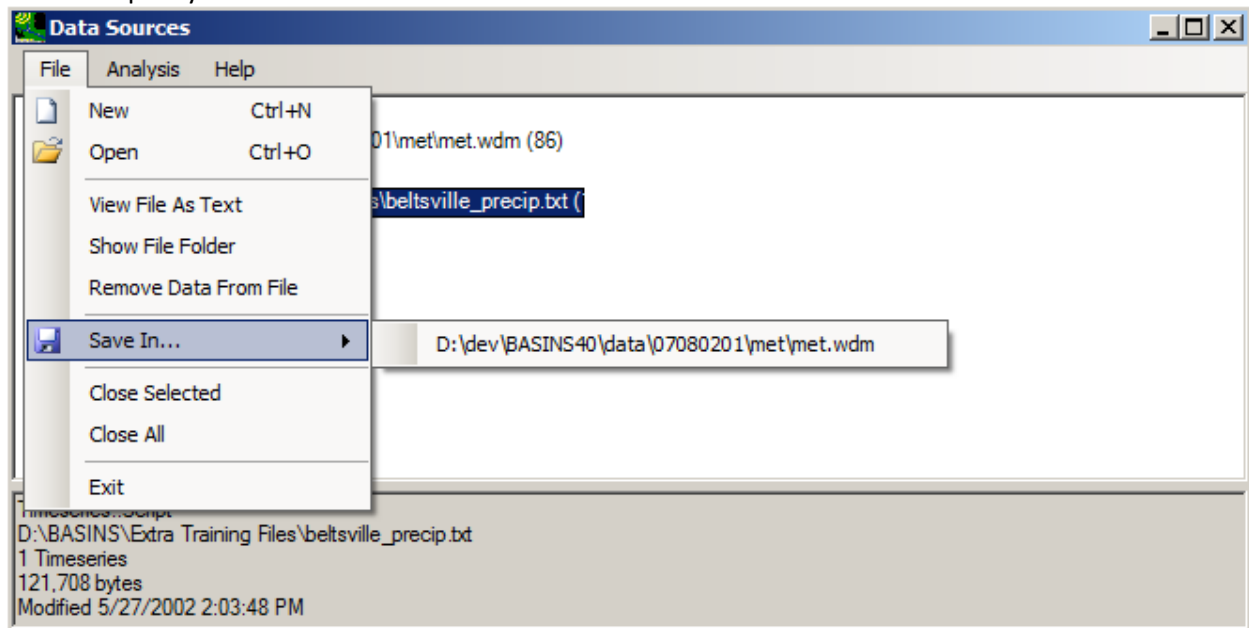 Data Sources
File Analysis Help
New Ctrl+N
01\met\met.wdm (86)
Open Ctrl+O
View File As Text
s\beltsville_precip.txt (
Show File Folder
Remove Data From File
Save In...
D:\dev\BASINS40\data\07080201\met\met.wdm
Close Selected
Close All
Exit
D:\BASINS\Extra Training Files\beltsville_precip.txt
1 Timeseries
121,708 bytes
Modified 5/27/2002 2:03:48 PM